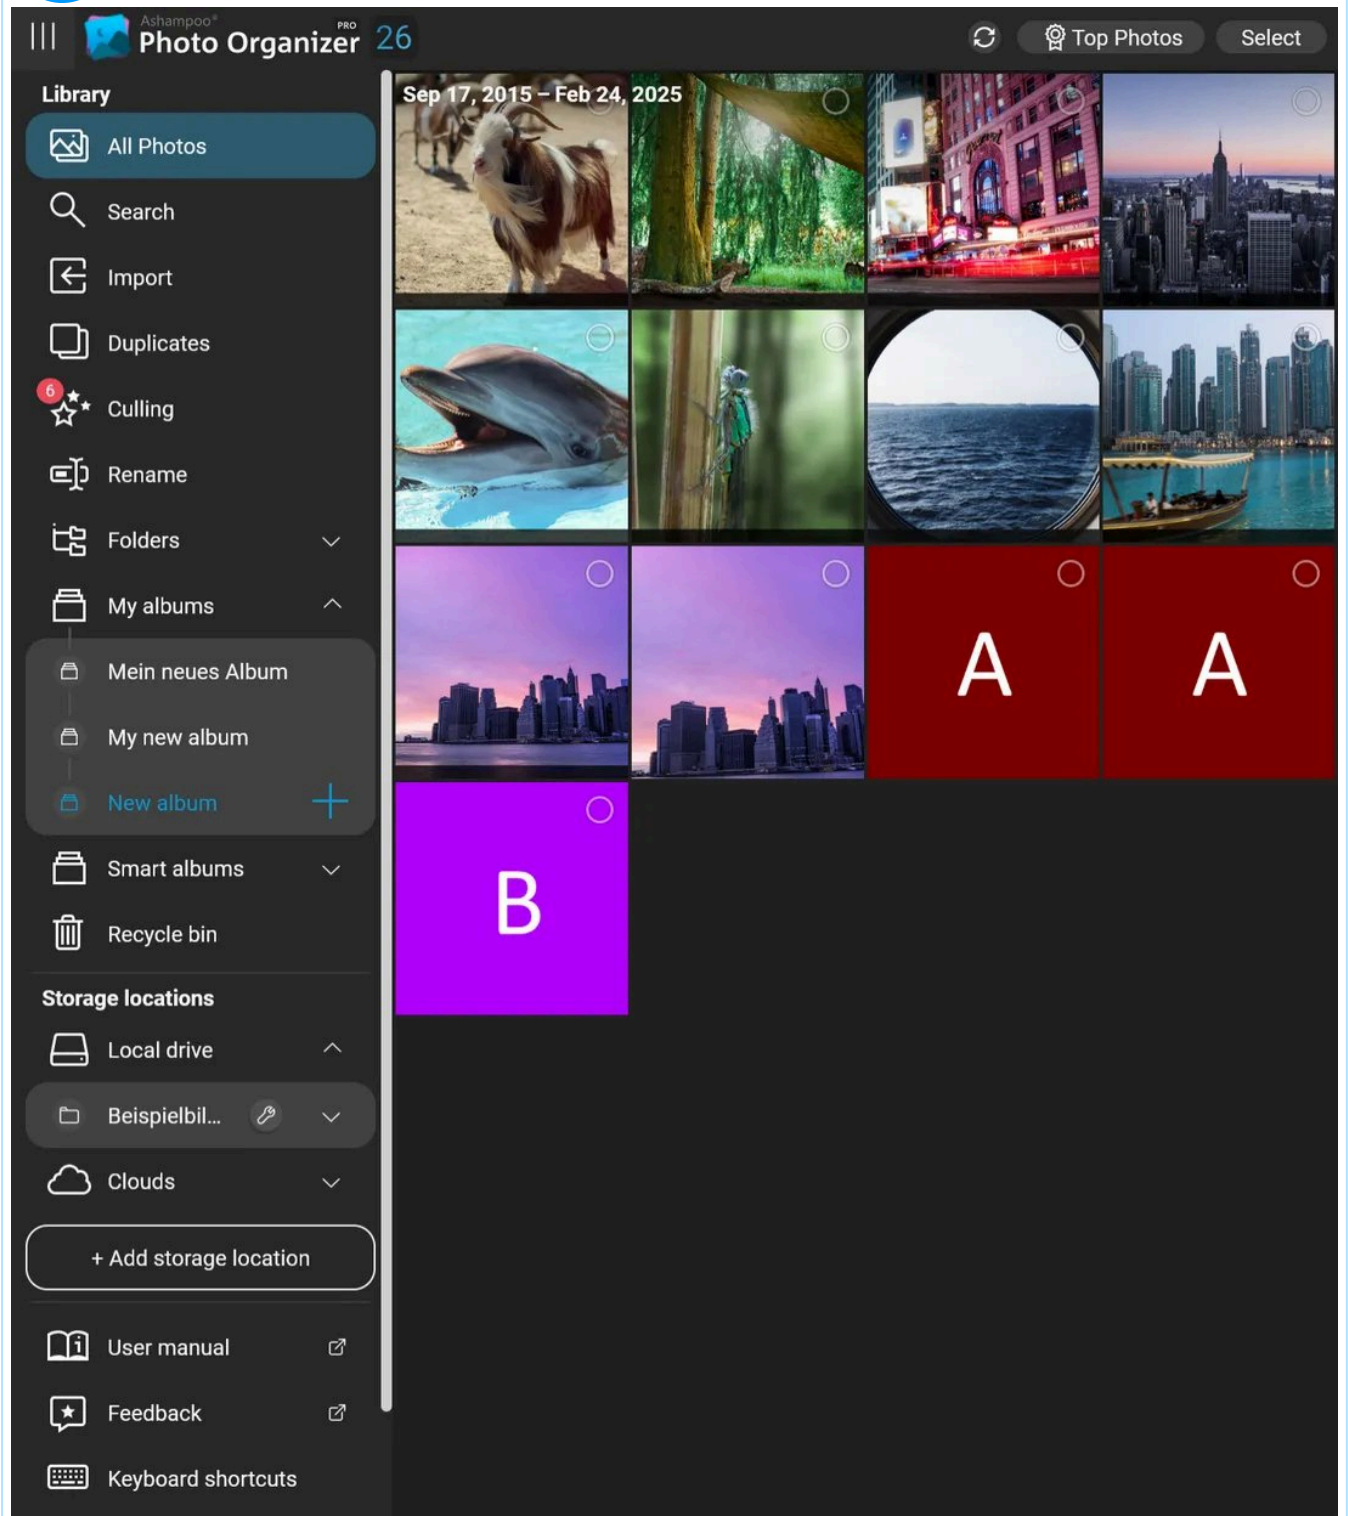 Ashampoo®
Photo Organizer PRO 26
Top Photos
Select
Library
All Photos
Search
Import
Duplicates
6
Culling
Rename
Folders
My albums
Mein neues Album
My new album
New album
Smart albums
Recycle bin
Storage locations
Local drive
Beispielbil...
Clouds
+ Add storage location
User manual
Feedback
Keyboard shortcuts
Sep 17, 2015 – Feb 24, 2025
A
A
B